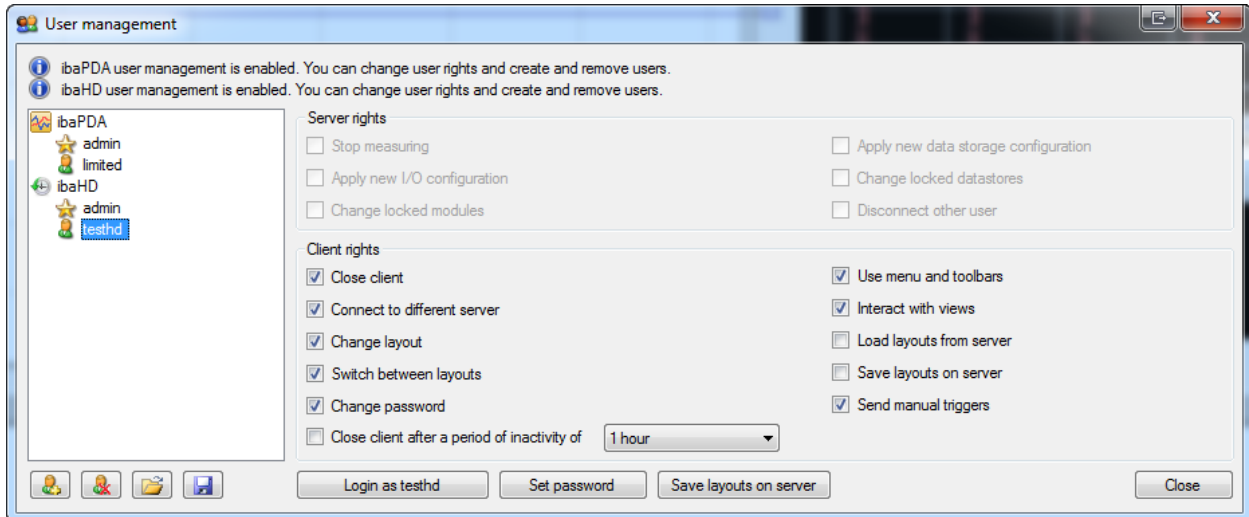 User management
ibaPDA user management is enabled. You can change user rights and create and remove users.
ibaHD user management is enabled. You can change user rights and create and remove users.
ibaPDA
admin
limited
ibaHD
admin
testhd
Server rights
Stop measuring
Apply new I/O configuration
Change locked modules
Apply new data storage configuration
Change locked datastores
Disconnect other user
Client rights
Close client
Connect to different server
Change layout
Switch between layouts
Change password
Close client after a period of inactivity of 1 hour
Use menu and toolbars
Interact with views
Load layouts from server
Save layouts on server
Send manual triggers
Login as testhd Set password Save layouts on server Close